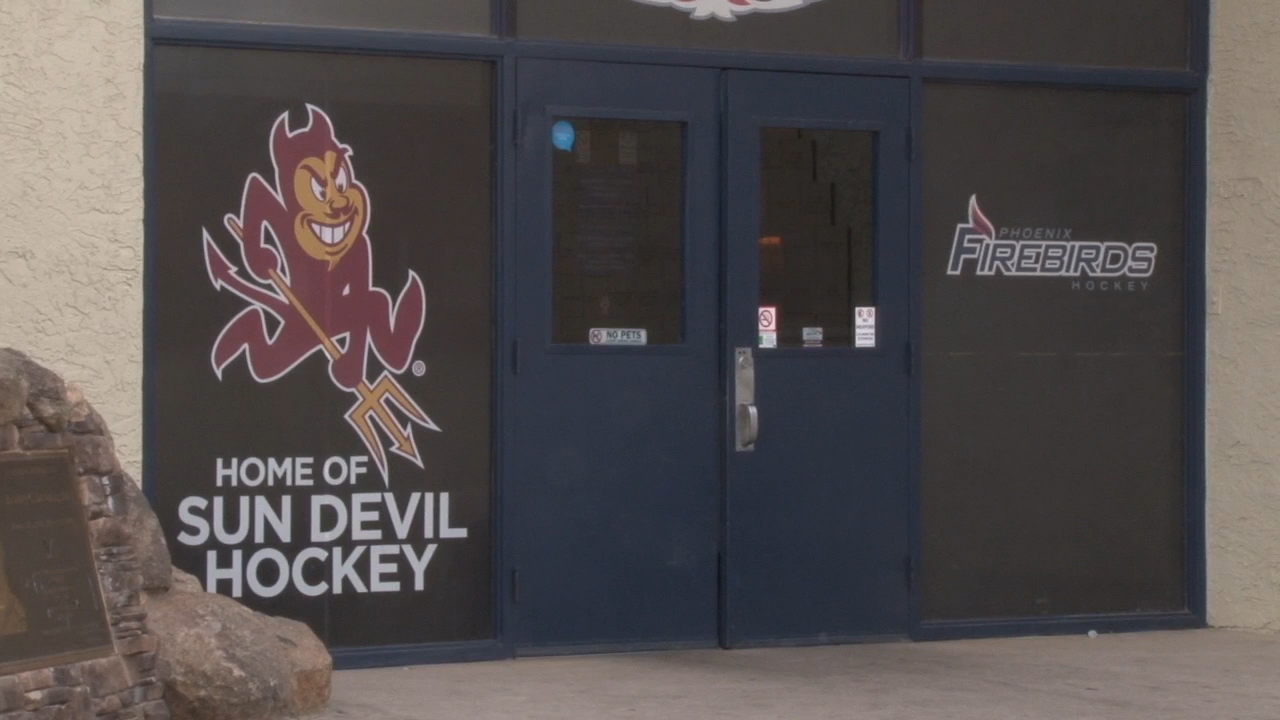 HOME OF
SUN DEVIL
HOCKEY
®
NO PETS
PHOENIX
FIREBIRDS
HOCKEY